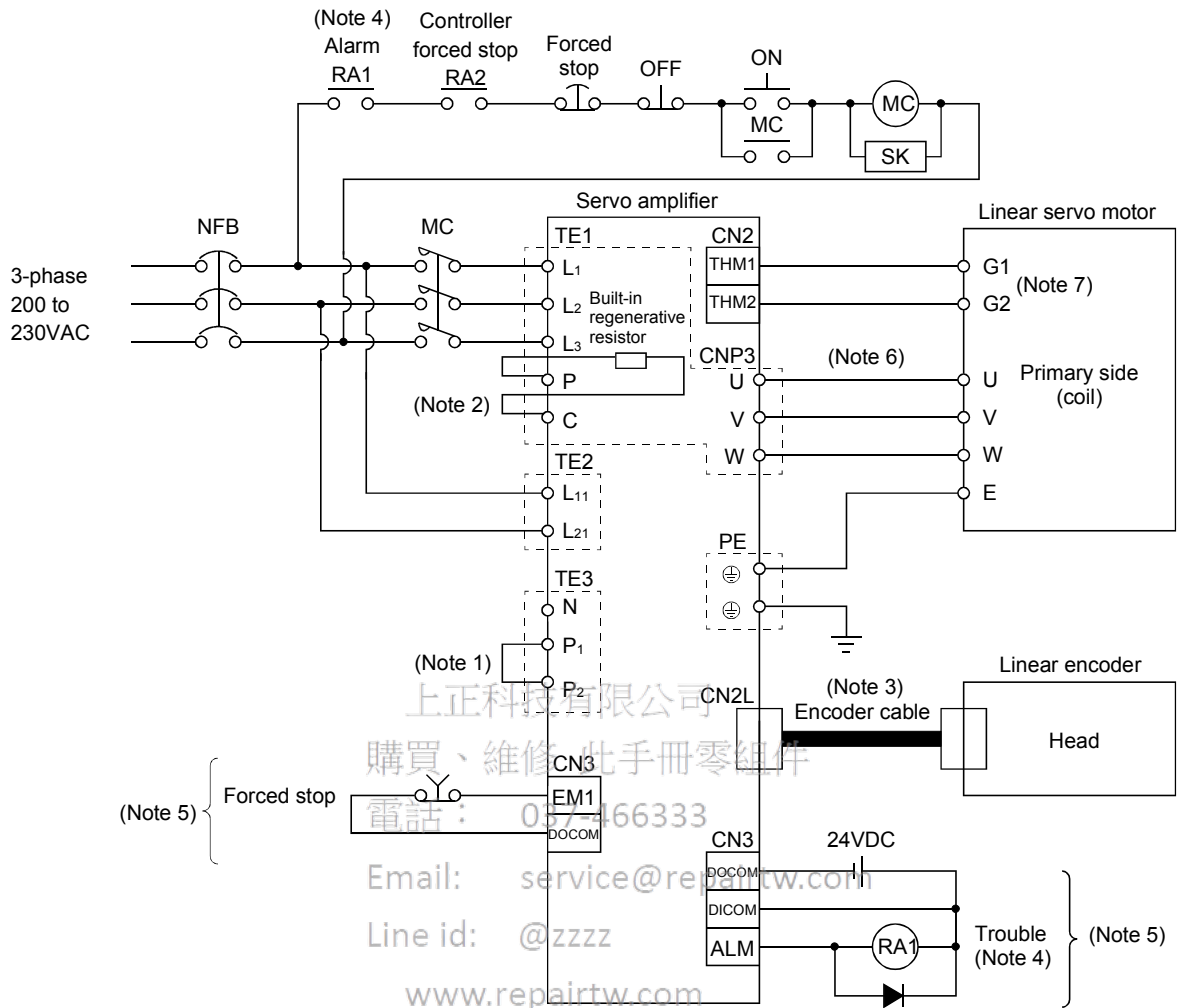 (Note 4)
Alarm
RA1
Controller
forced stop
RA2
Forced
stop
OFF
ON
MC
MC
SK
Servo amplifier
Linear servo motor
NFB
MC
TE1
CN2
3-phase
200 to
230VAC
L1
L2
L3
Built-in
regenerative
resistor
THM1
THM2
G1
G2
(Note 7)
P
C
(Note 2)
CNP3
U
V
W
(Note 6)
U
V
W
E
Primary side
(coil)
TE2
L11
L21
PE
TE3
N
P1
P2
(Note 1)
CN2L
(Note 3)
Encoder cable
Linear encoder
Head
上正科技有限公司
購買、維修 此手冊零組件
電話： 037-466333
Email: service@repairtw.com
Line id: @zzzz
www.repairtw.com
(Note 5)
Forced stop
CN3
EM1
DOCOM
CN3
DOCOM
DICOM
ALM
24VDC
RA1
Trouble
(Note 4)
(Note 5)